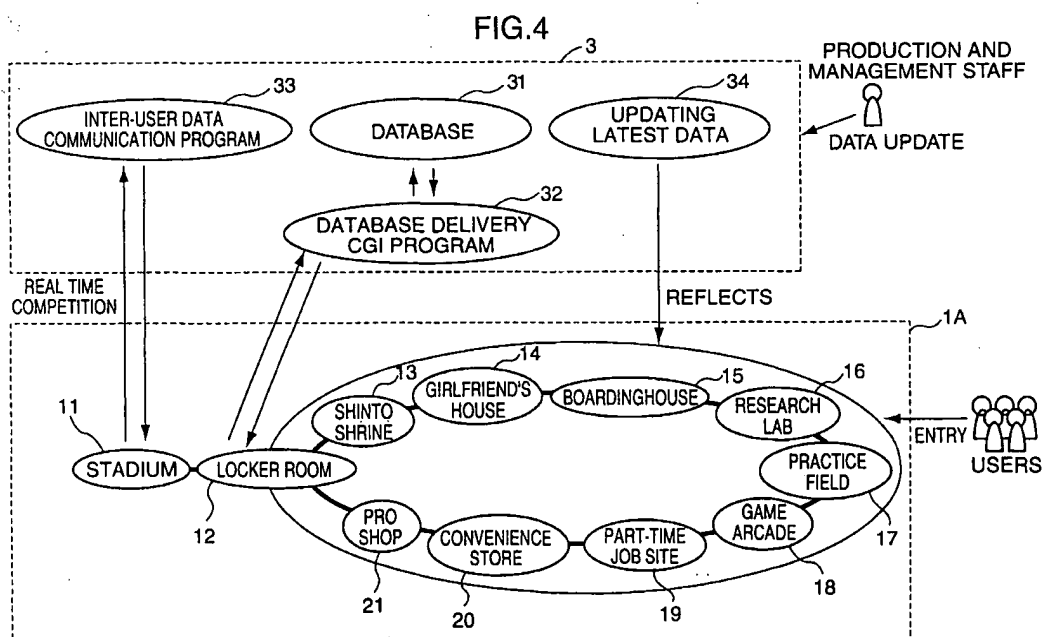 FIG.4
3
PRODUCTION AND
MANAGEMENT STAFF
33
31
34
INTER-USER DATA
COMMUNICATION PROGRAM
DATABASE
UPDATING
LATEST DATA
DATA UPDATE
32
DATABASE DELIVERY
CGI PROGRAM
REAL TIME
COMPETITION
REFLECTS
1A
11
STADIUM
12
LOCKER ROOM
13
SHINTO
SHRINE
14
GIRLFRIEND'S
HOUSE
15
BOARDINGHOUSE
16
RESEARCH
LAB
ENTRY
USERS
PRACTICE
FIELD
17
GAME
ARCADE
18
PART-TIME
JOB SITE
19
CONVENIENCE
STORE
20
PRO
SHOP
21